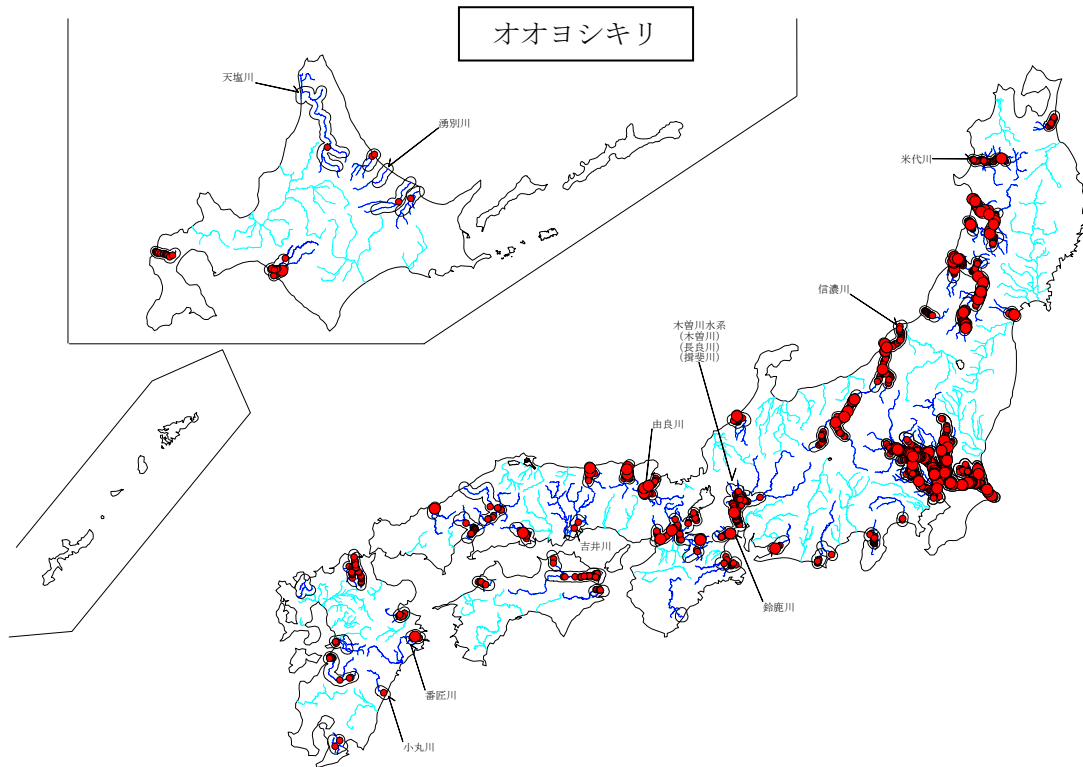 オオヨシキリ
天塩川
湧別川
米代川
信濃川
木曽川水系
(木曽川)
(長良川)
(揖斐川)
由良川
吉井川
鈴鹿川
番匠川
小丸川